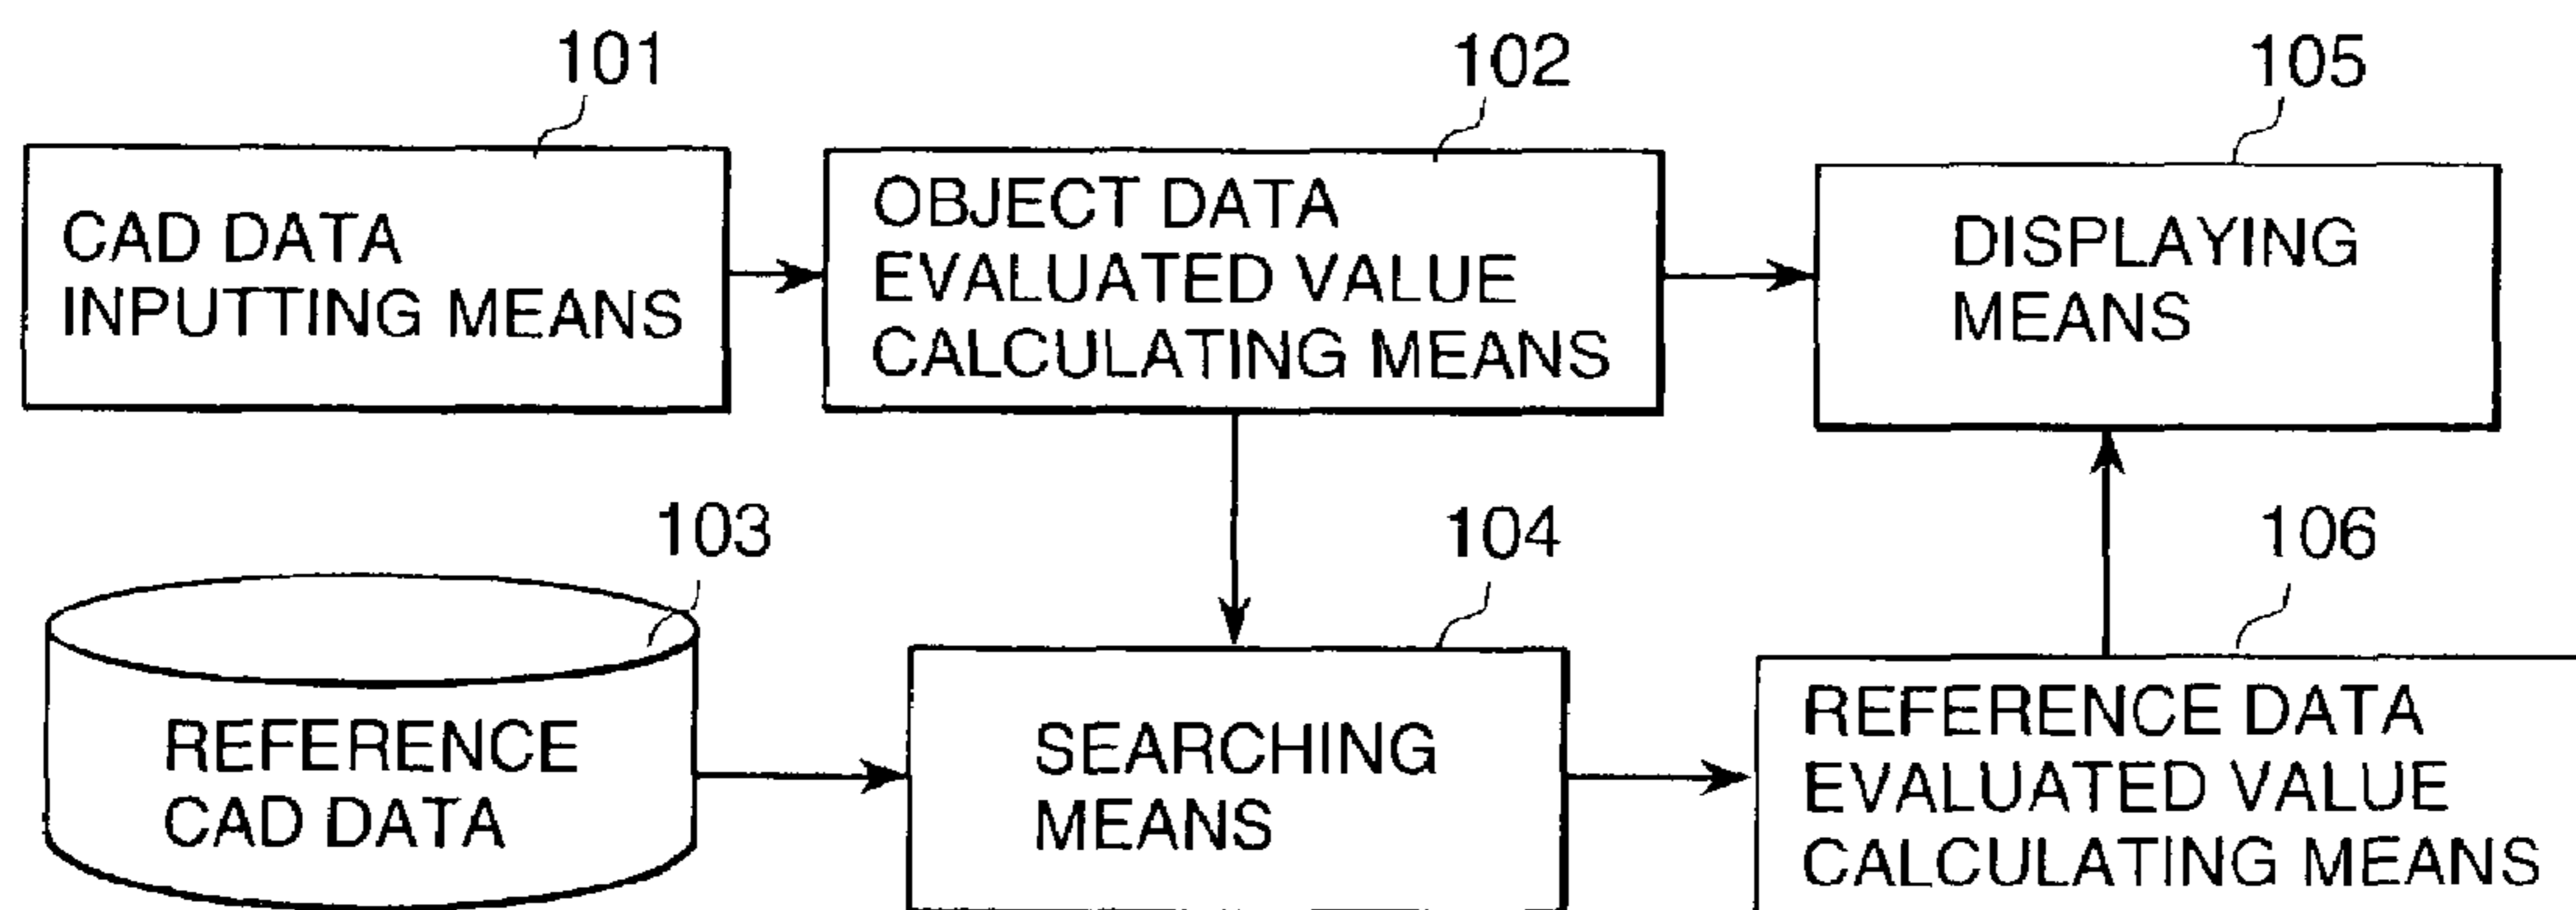 101
CAD DATA
INPUTTING MEANS
102
OBJECT DATA
EVALUATED VALUE
CALCULATING MEANS
105
DISPLAYING
MEANS
103
REFERENCE
CAD DATA
104
SEARCHING
MEANS
106
REFERENCE DATA
EVALUATED VALUE
CALCULATING MEANS